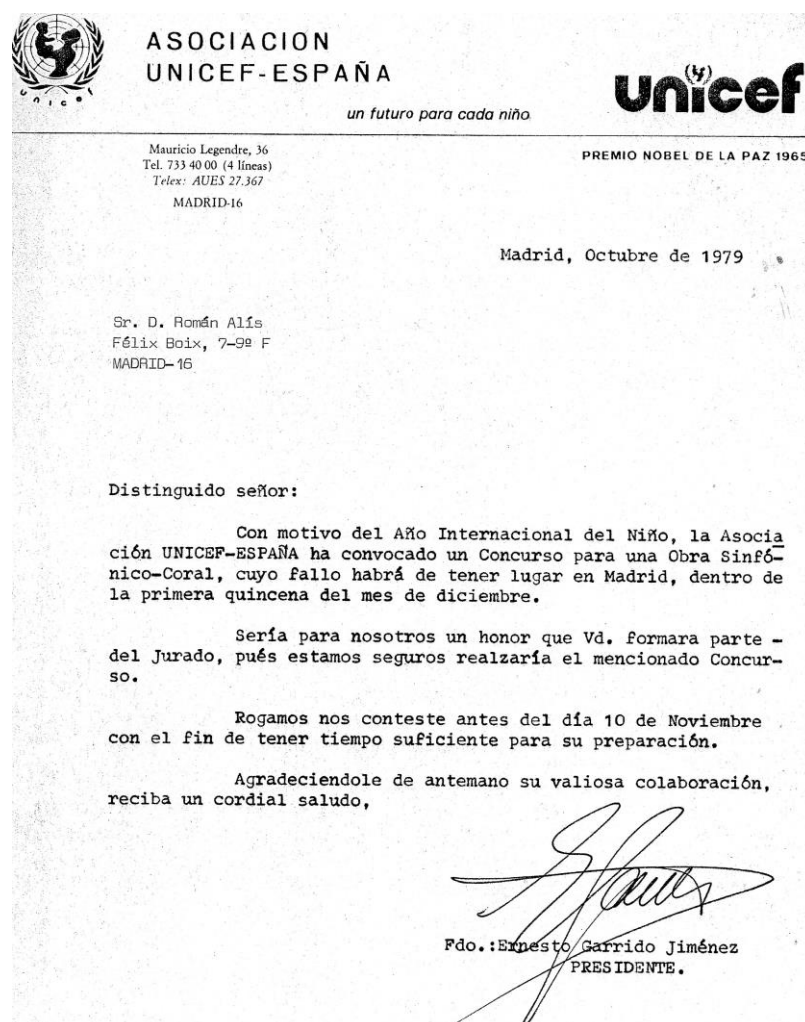 ASOCIACION
UNICEF-ESPAÑA
unicef
un futuro para cada niño
unicef
Mauricio Legendre, 36
Tel. 733 40 00 (4 líneas)
Telex: AUES 27.367
MADRID-16
PREMIO NOBEL DE LA PAZ 1965
Madrid, Octubre de 1979
Sr. D. Román Alís
Félix Boix, 7-9º F
MADRID-16
Distinguido señor:
Con motivo del Año Internacional del Niño, la Asocia
ción UNICEF-ESPAÑA ha convocado un Concurso para una Obra Sinfó-
nico-Coral, cuyo fallo habrá de tener lugar en Madrid, dentro de
la primera quincena del mes de diciembre.
Sería para nosotros un honor que Vd. formara parte -
del Jurado, pués estamos seguros realzaría el mencionado Concur-
so.
Rogamos nos conteste antes del día 10 de Noviembre
con el fin de tener tiempo suficiente para su preparación.
Agradeciendole de antemano su valiosa colaboración,
reciba un cordial saludo,
Fdo.:Ernesto Garrido Jiménez
PRESIDENTE.